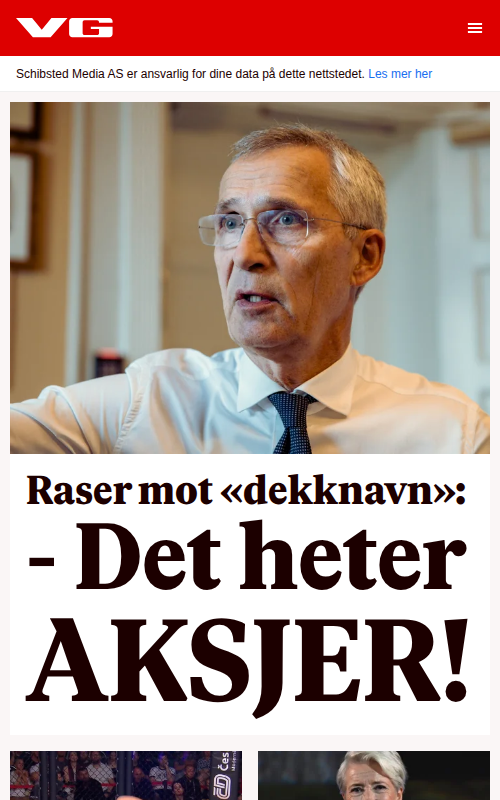 VG
Schibsted Media AS er ansvarlig for dine data på dette nettstedet. Les mer her
Raser mot «dekknavn»:
- Det heter
AKSJER!